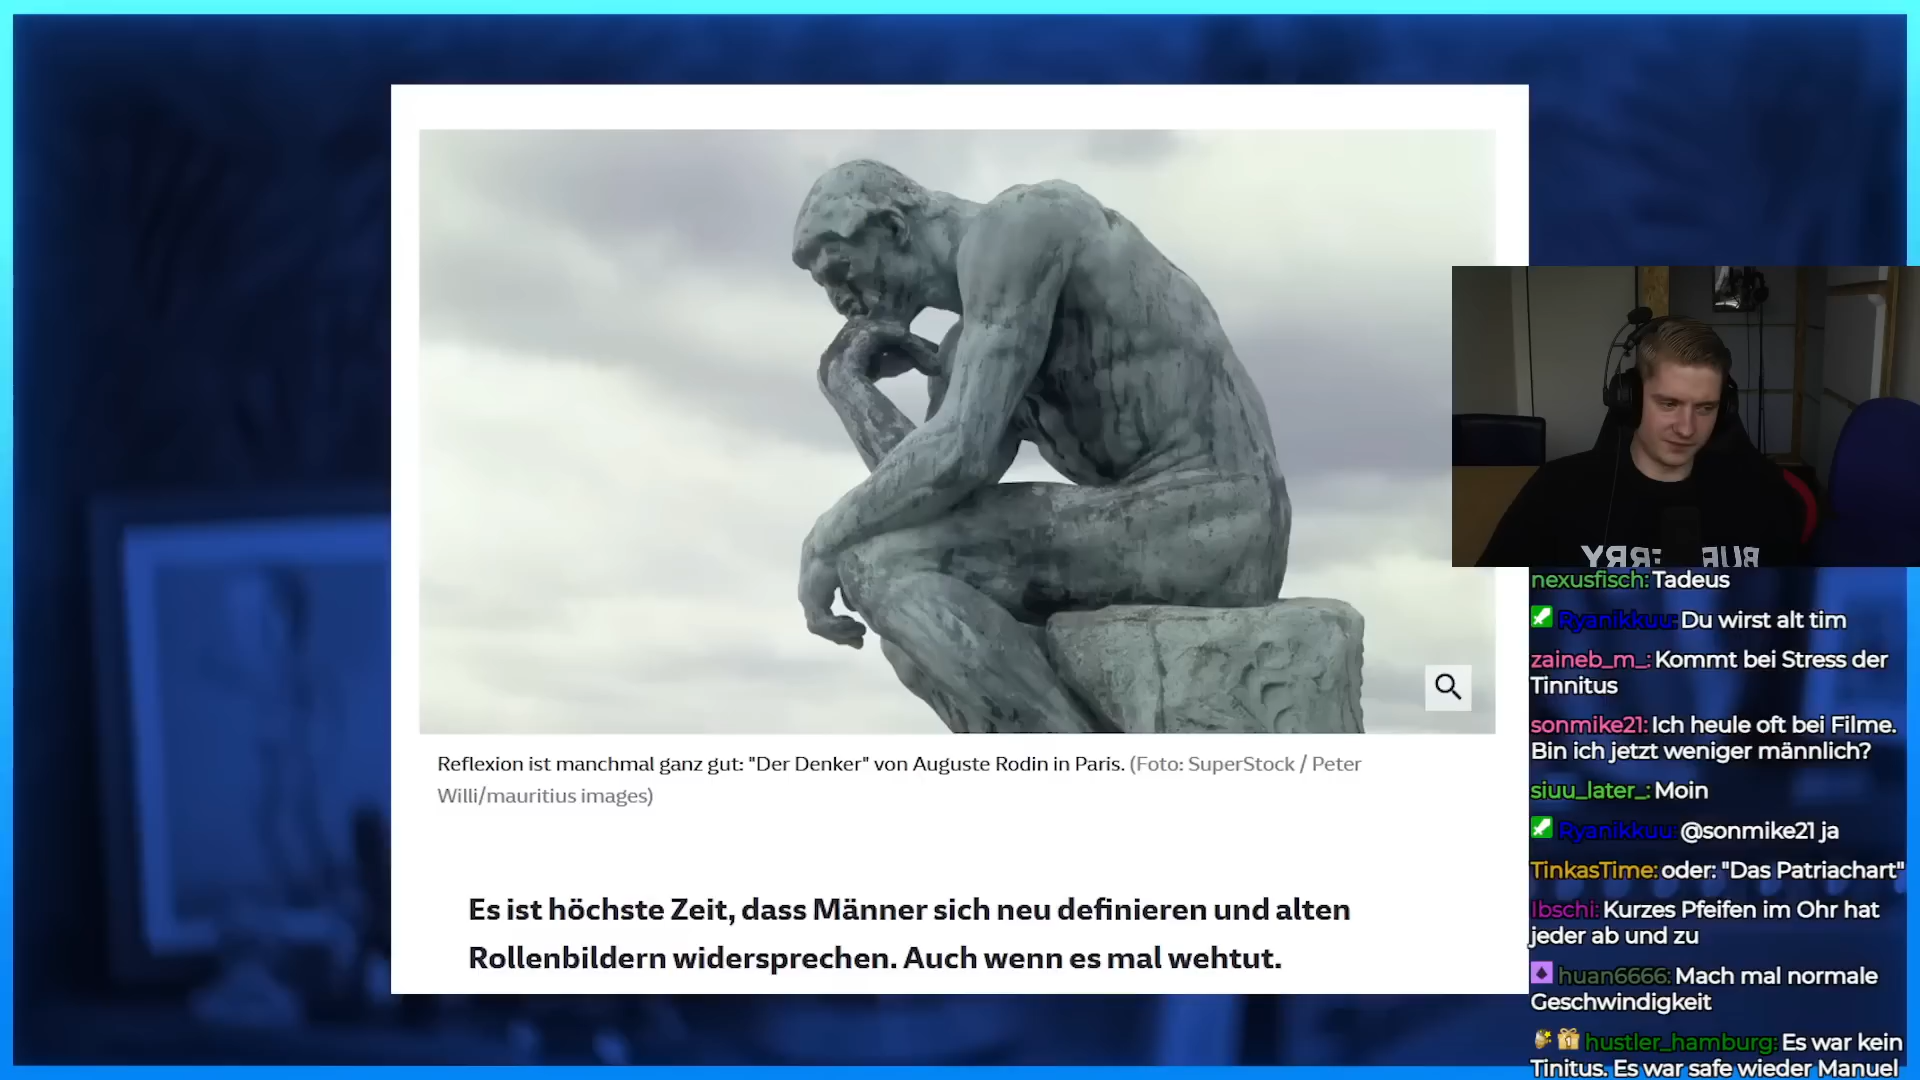 Reflexion ist manchmal ganz gut: "Der Denker" von Auguste Rodin in Paris. (Foto: SuperStock / Peter
Willi/mauritius images)
Es ist höchste Zeit, dass Männer sich neu definieren und alten
Rollenbildern widersprechen. Auch wenn es mal wehtut.
nexusfisch: Tadeus
Ryanikkuu: Du wirst alt tim
zaineb_m_: Kommt bei Stress der
Tinnitus
sonmike21: Ich heule oft bei Filme.
Bin ich jetzt weniger männlich?
siuu_later_: Moin
Ryanikkuu: @sonmike21 ja
TinkasTime: oder: "Das Patriachart"
lbschi: Kurzes Pfeifen im Ohr hat
jeder ab und zu
huan6666: Mach mal normale
Geschwindigkeit
hustler_hamburg: Es war kein
Tinitus. Es war safe wieder Manuel